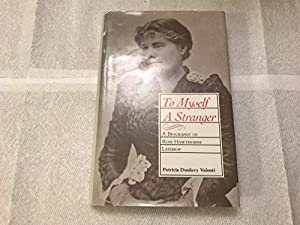 To Myself
A Stranger
A Biography of
Rose Hawthorne
Lathrop
Patricia Dunlavy Valenti